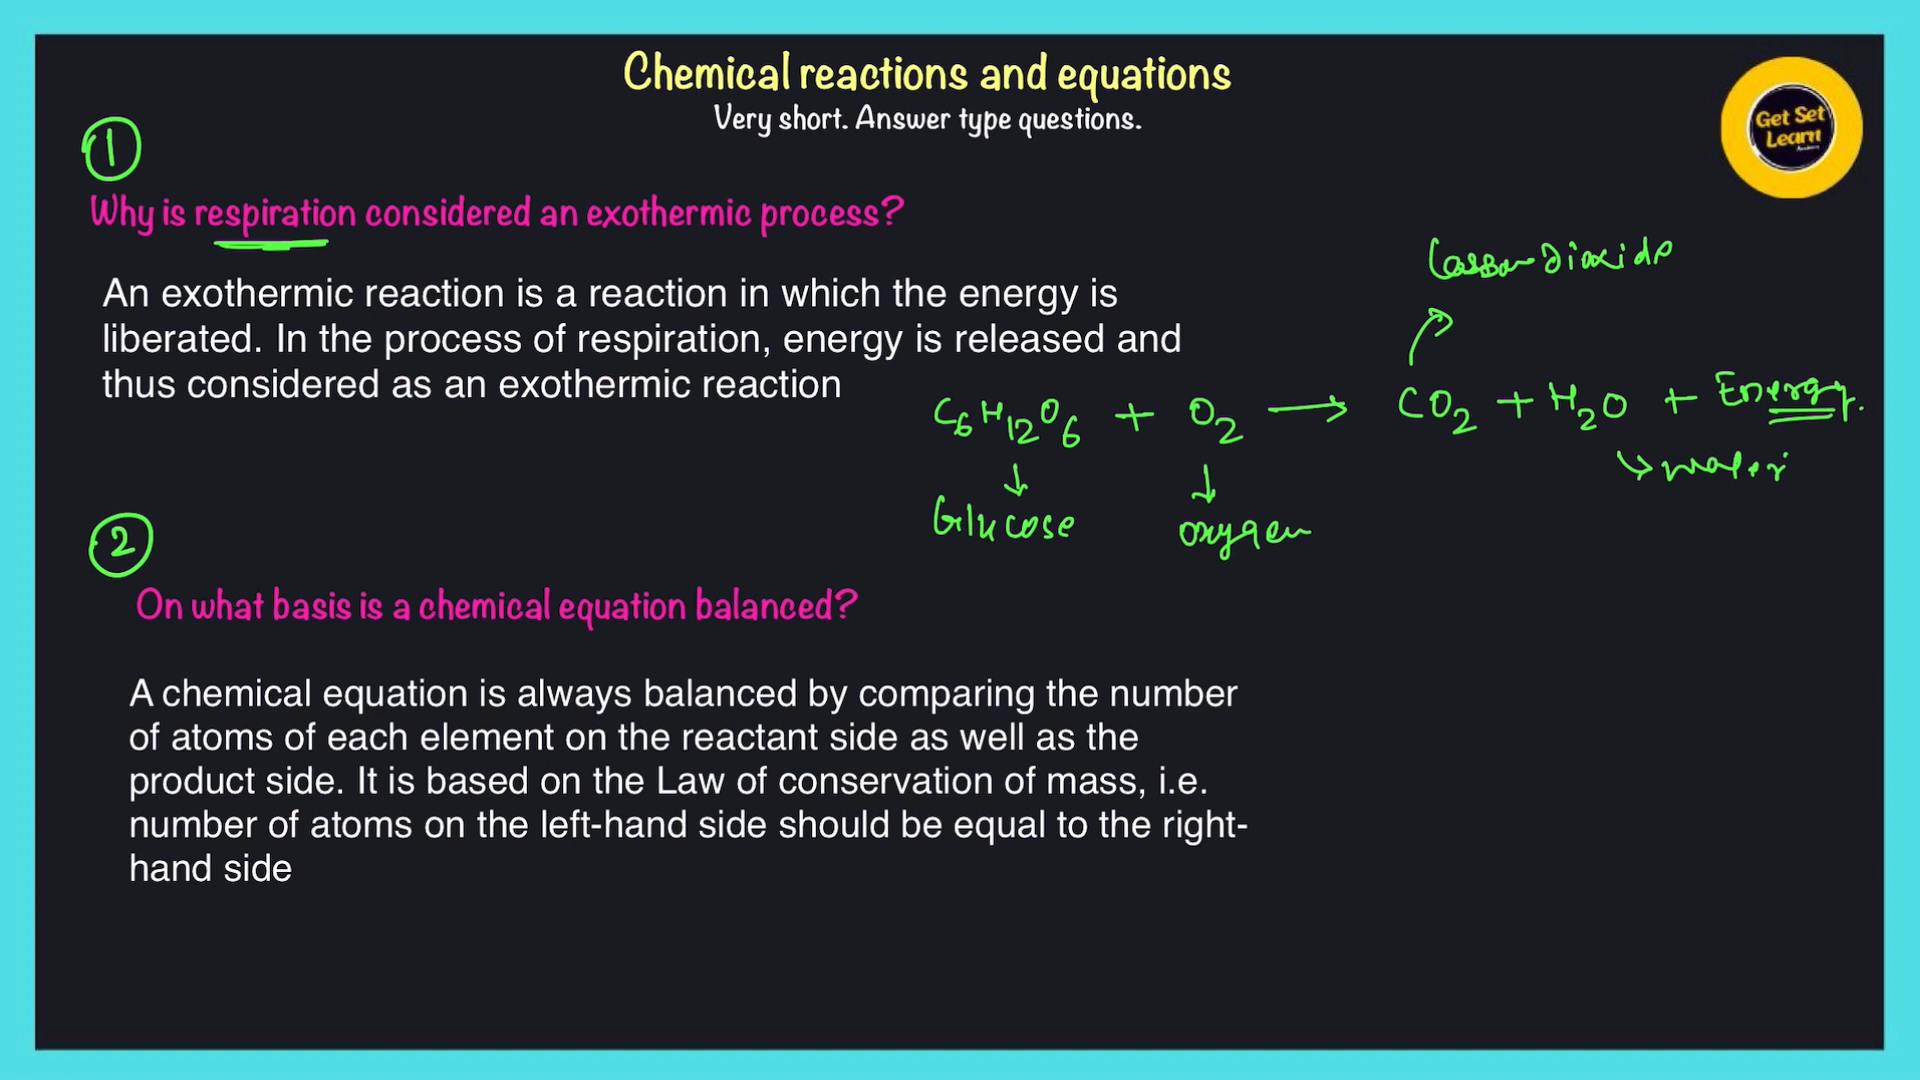 Chemical reactions and equations
Very short. Answer type questions.
Get Set
Learn
Academy
1
Why is respiration considered an exothermic process?
Carbon Dioxide
An exothermic reaction is a reaction in which the energy is
liberated. In the process of respiration, energy is released and
thus considered as an exothermic reaction
C₆H₁₂O₆ + O₂ → CO₂ + H₂O + Energy.
↓ ↓ ↘ water
Glucose oxygen
2
On what basis is a chemical equation balanced?
A chemical equation is always balanced by comparing the number
of atoms of each element on the reactant side as well as the
product side. It is based on the Law of conservation of mass, i.e.
number of atoms on the left-hand side should be equal to the right-
hand side